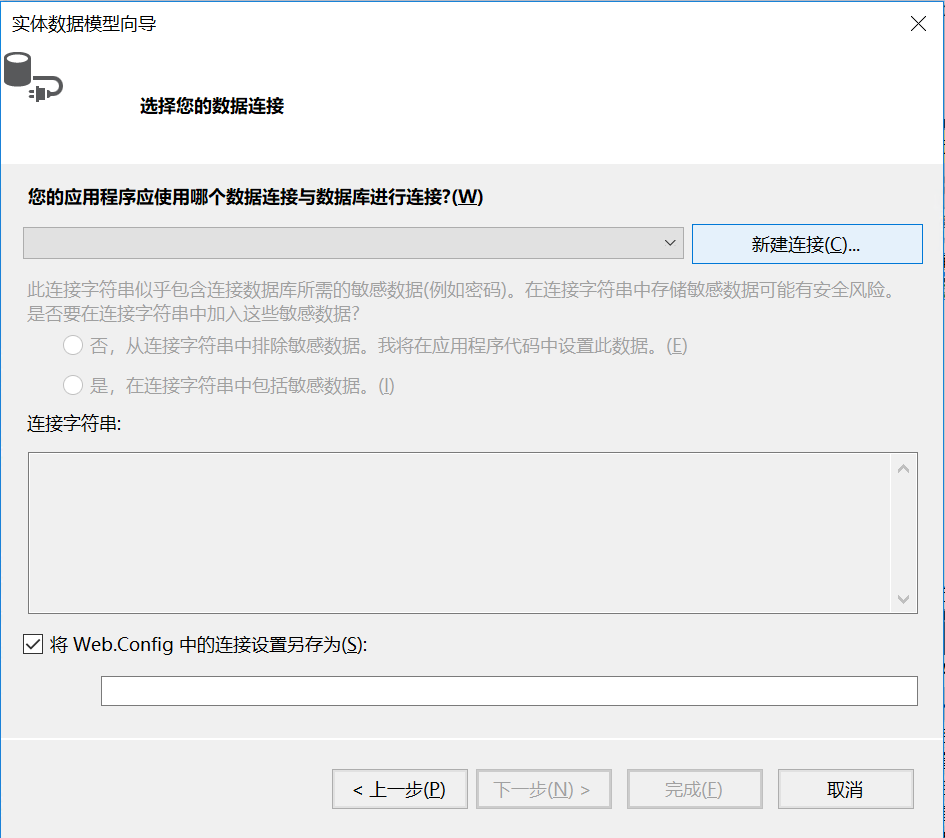 实体数据模型向导
选择您的数据连接
您的应用程序应使用哪个数据连接与数据库进行连接?(W)
新建连接(C)...
此连接字符串似乎包含连接数据库所需的敏感数据(例如密码)。在连接字符串中存储敏感数据可能有安全风险。
是否要在连接字符串中加入这些敏感数据?
否，从连接字符串中排除敏感数据。我将在应用程序代码中设置此数据。(E)
是，在连接字符串中包括敏感数据。(I)
连接字符串:
将 Web.Config 中的连接设置另存为(S):
< 上一步(P)
下一步(N) >
完成(F)
取消